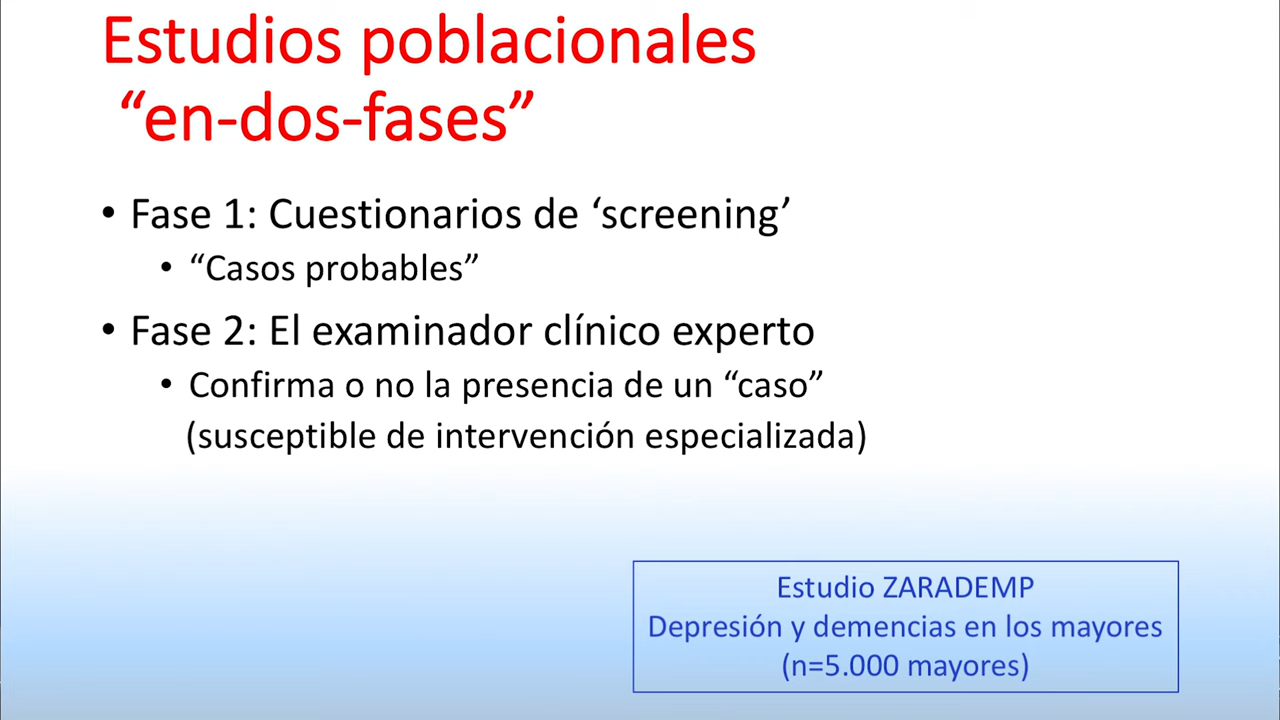 Estudios poblacionales
“en-dos-fases”
• Fase 1: Cuestionarios de ‘screening’
• “Casos probables”
• Fase 2: El examinador clínico experto
• Confirma o no la presencia de un “caso”
(susceptible de intervención especializada)
Estudio ZARADEMP
Depresión y demencias en los mayores
(n=5.000 mayores)